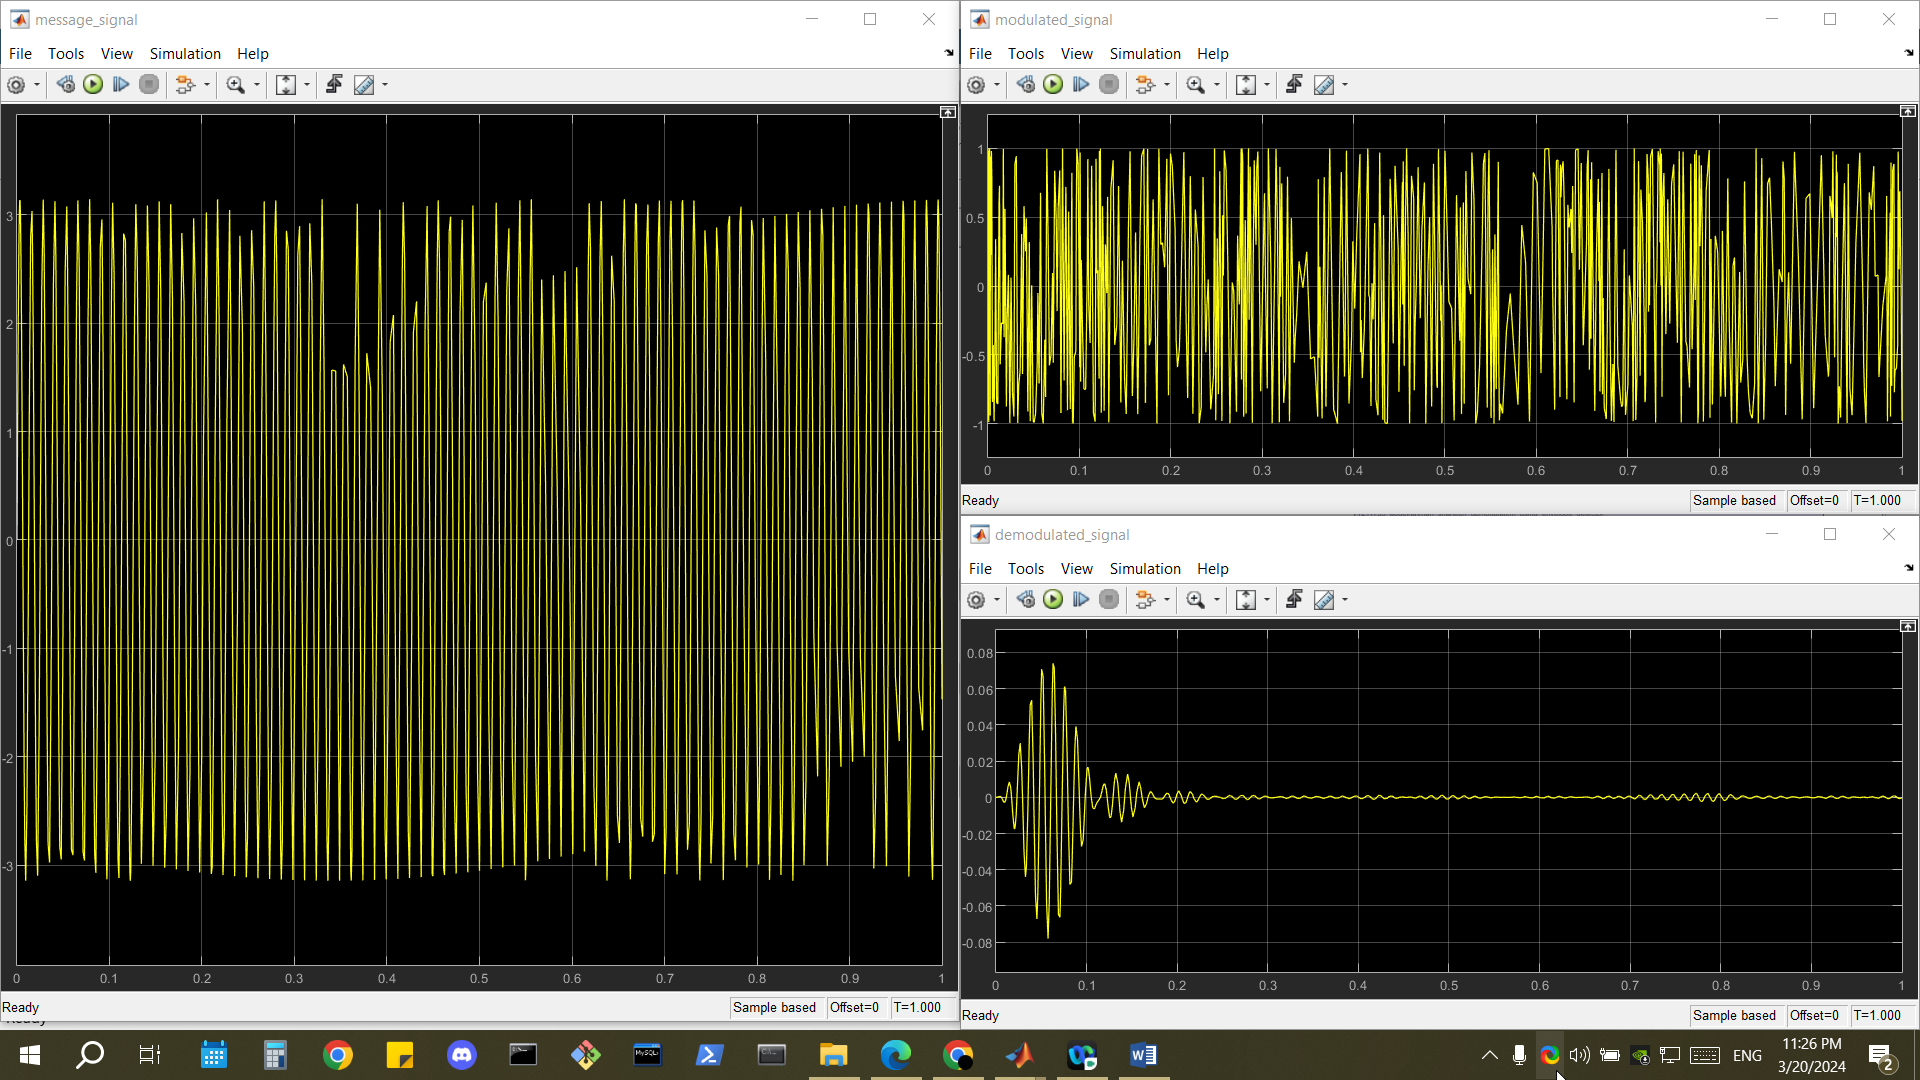 message_signal
File Tools View Simulation Help
3
2
1
0
-1
-2
-3
0 0.1 0.2 0.3 0.4 0.5 0.6 0.7 0.8 0.9 1
Ready Sample based Offset=0 T=1.000
modulated_signal
File Tools View Simulation Help
1
0.5
0
-0.5
-1
0 0.1 0.2 0.3 0.4 0.5 0.6 0.7 0.8 0.9 1
Ready Sample based Offset=0 T=1.000
demodulated_signal
File Tools View Simulation Help
0.08
0.06
0.04
0.02
0
-0.02
-0.04
-0.06
-0.08
0 0.1 0.2 0.3 0.4 0.5 0.6 0.7 0.8 0.9 1
Ready Sample based Offset=0 T=1.000
MySQL
ENG
11:26 PM
3/20/2024
2